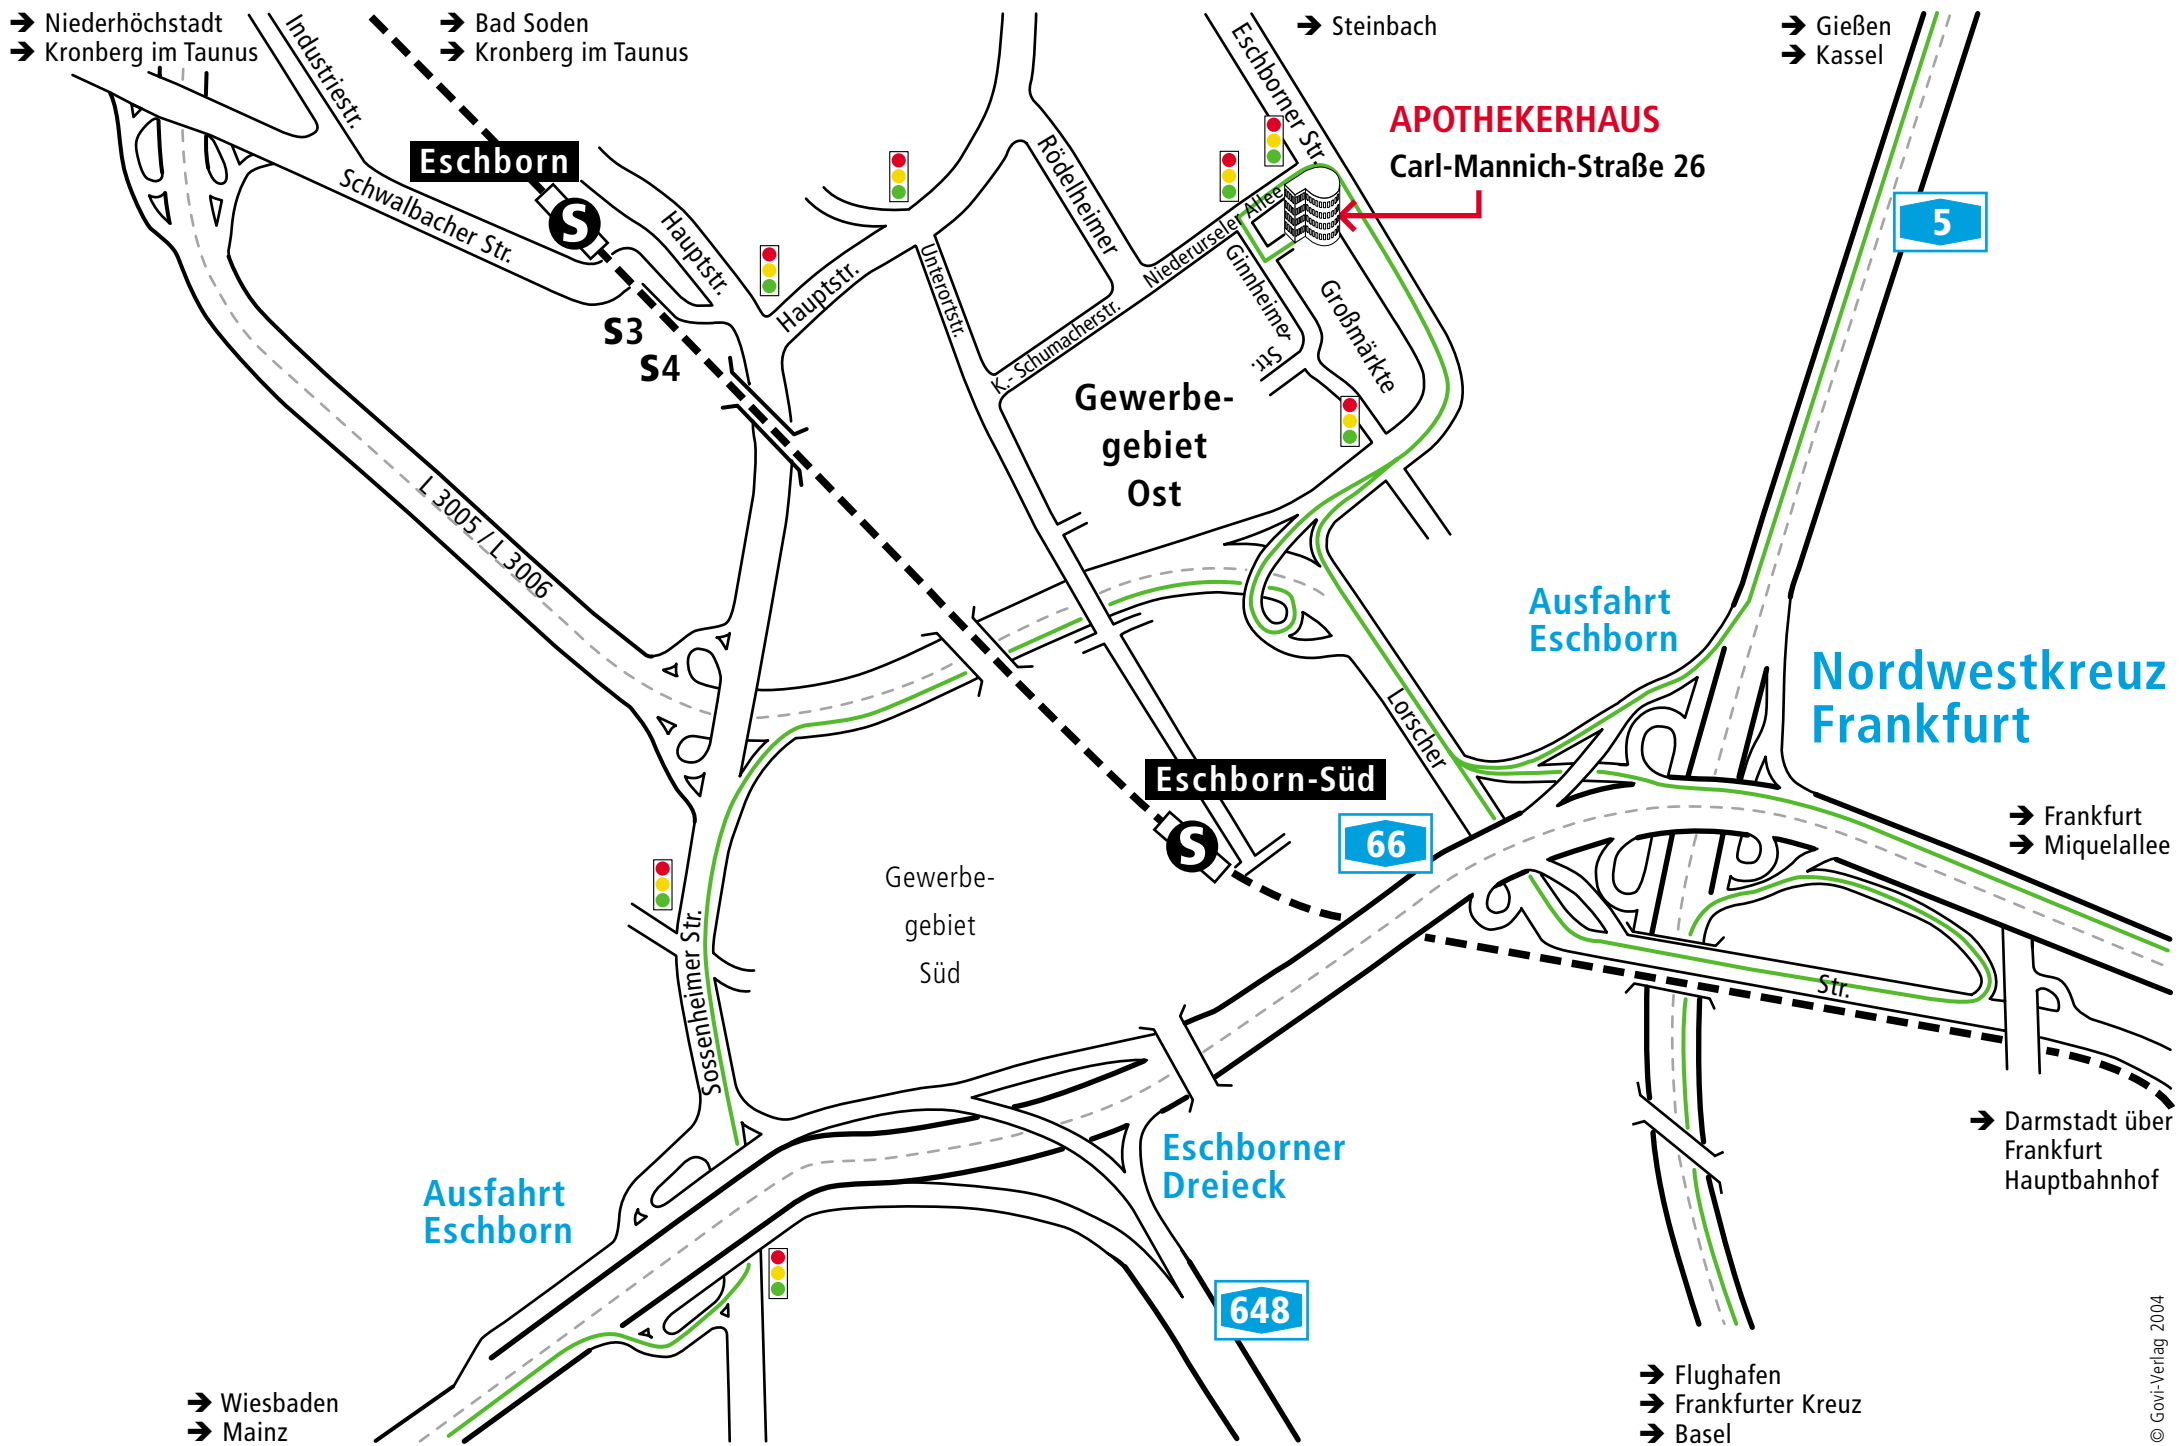 ➔ Niederhöchstadt
➔ Kronberg im Taunus
Industriestr.
➔ Bad Soden
➔ Kronberg im Taunus
➔ Steinbach
➔ Gießen
➔ Kassel
Eschborner Str.
APOTHEKERHAUS
Carl-Mannich-Straße 26
Eschborn
S
Schwalbacher Str.
Hauptstr.
Hauptstr.
Rödelheimer
Unterortstr.
Niederurseler Allee
Ginnheimer
Str.
Großmärkte
K.- Schumacherstr.
5
S3
S4
Gewerbe-
gebiet
Ost
L 3005 / L 3006
Ausfahrt
Eschborn
Nordwestkreuz
Frankfurt
Lorscher
Eschborn-Süd
S
66
➔ Frankfurt
➔ Miquelallee
Gewerbe-
gebiet
Süd
Sossenheimer Str.
Str.
➔ Darmstadt über
Frankfurt
Hauptbahnhof
Eschborner
Dreieck
Ausfahrt
Eschborn
648
➔ Wiesbaden
➔ Mainz
➔ Flughafen
➔ Frankfurter Kreuz
➔ Basel
© Govi-Verlag 2004